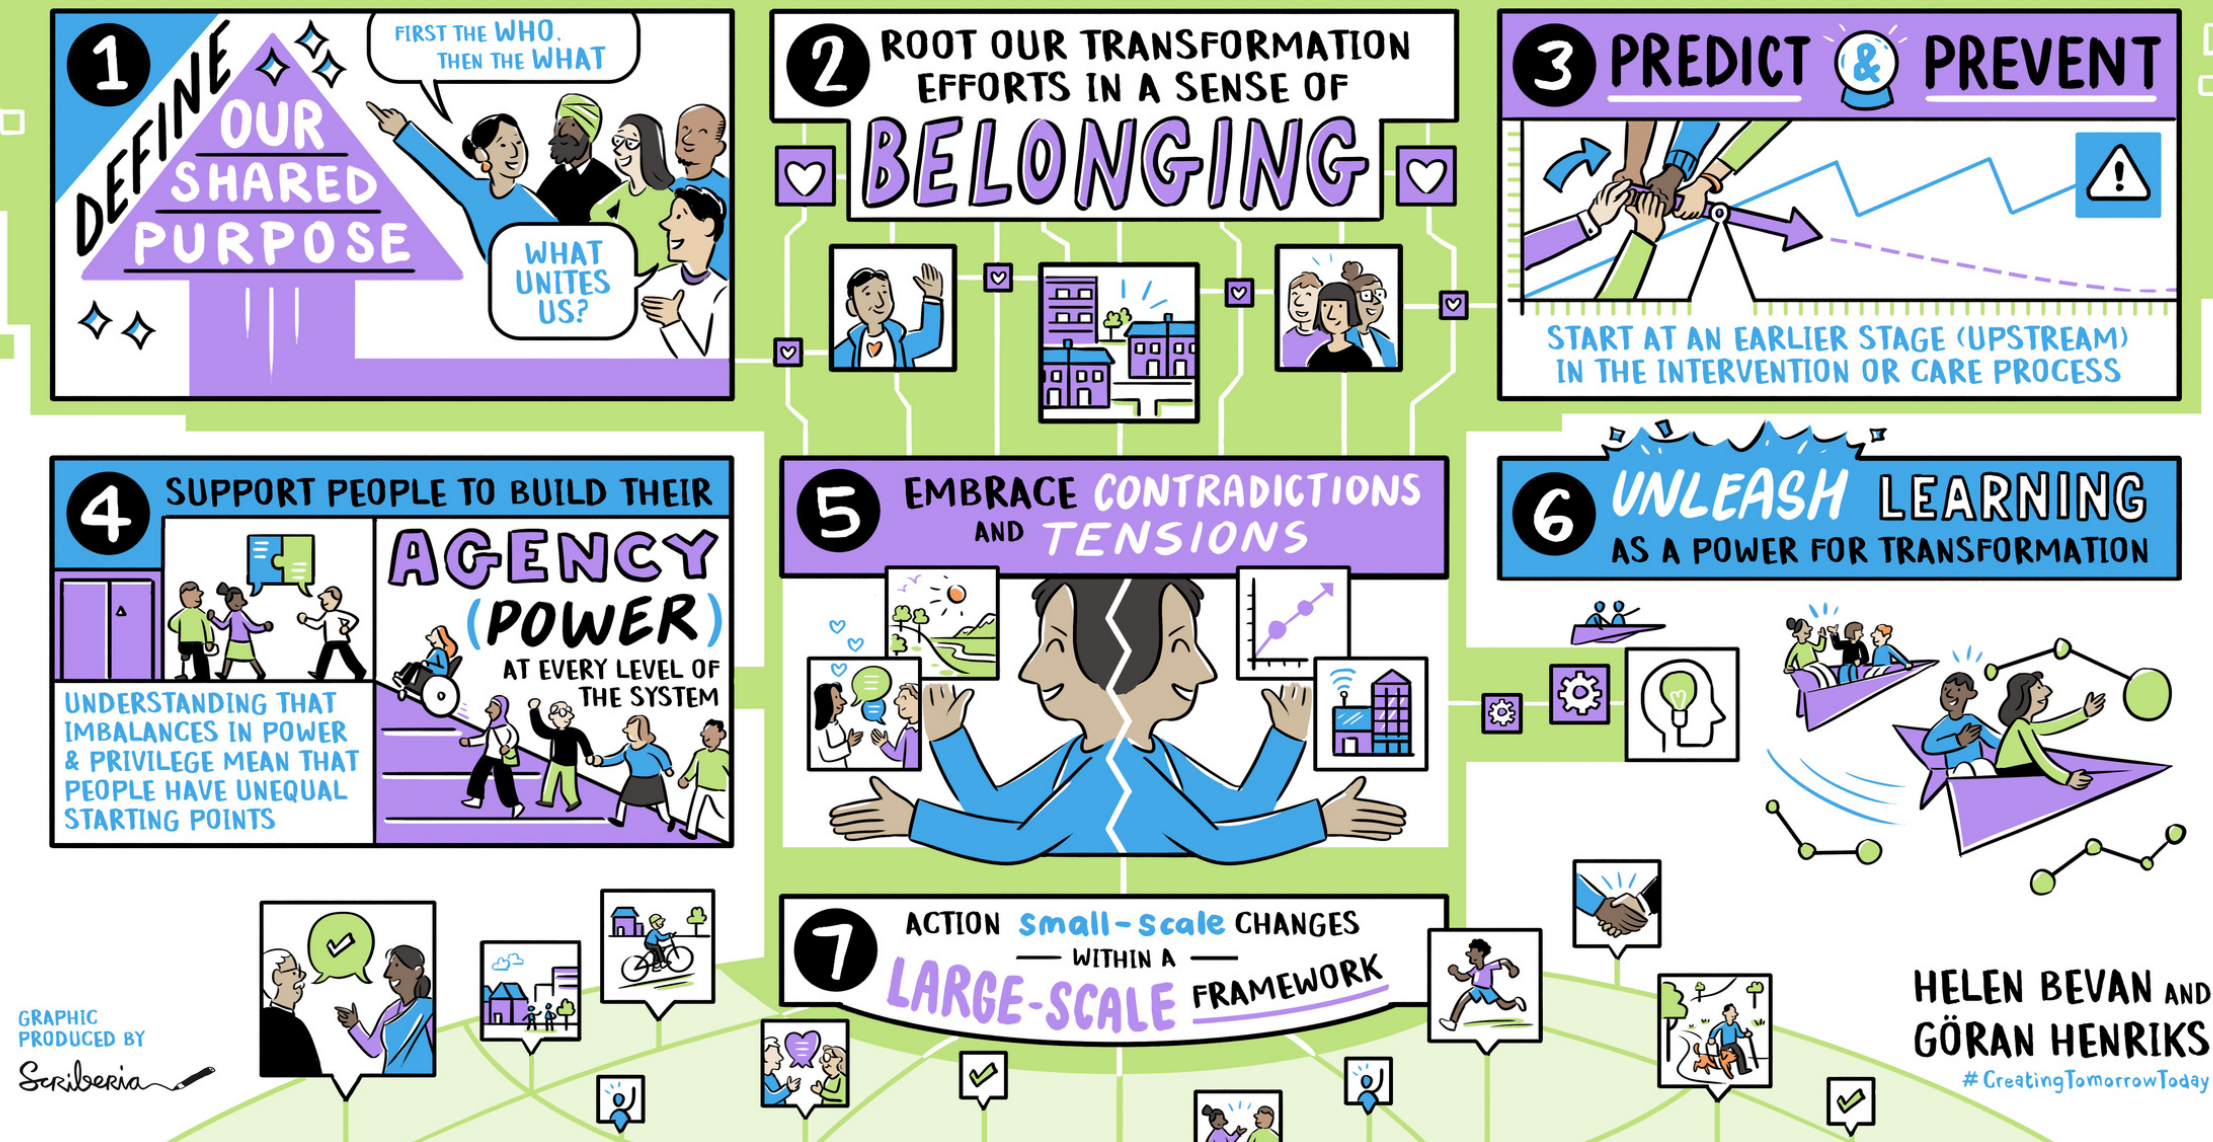 1
DEFINE
OUR
SHARED
PURPOSE
FIRST THE WHO.
THEN THE WHAT
WHAT
UNITES
US?
2
ROOT OUR TRANSFORMATION
EFFORTS IN A SENSE OF
BELONGING
3
PREDICT & PREVENT
!
START AT AN EARLIER STAGE (UPSTREAM)
IN THE INTERVENTION OR CARE PROCESS
4
SUPPORT PEOPLE TO BUILD THEIR
AGENCY
(POWER)
AT EVERY LEVEL OF
THE SYSTEM
UNDERSTANDING THAT
IMBALANCES IN POWER
& PRIVILEGE MEAN THAT
PEOPLE HAVE UNEQUAL
STARTING POINTS
5
EMBRACE CONTRADICTIONS
AND TENSIONS
6
UNLEASH LEARNING
AS A POWER FOR TRANSFORMATION
7
ACTION small-scale CHANGES
WITHIN A
LARGE-SCALE FRAMEWORK
GRAPHIC
PRODUCED BY
Scriberia
HELEN BEVAN AND
GÖRAN HENRIKS
#CreatingTomorrowToday